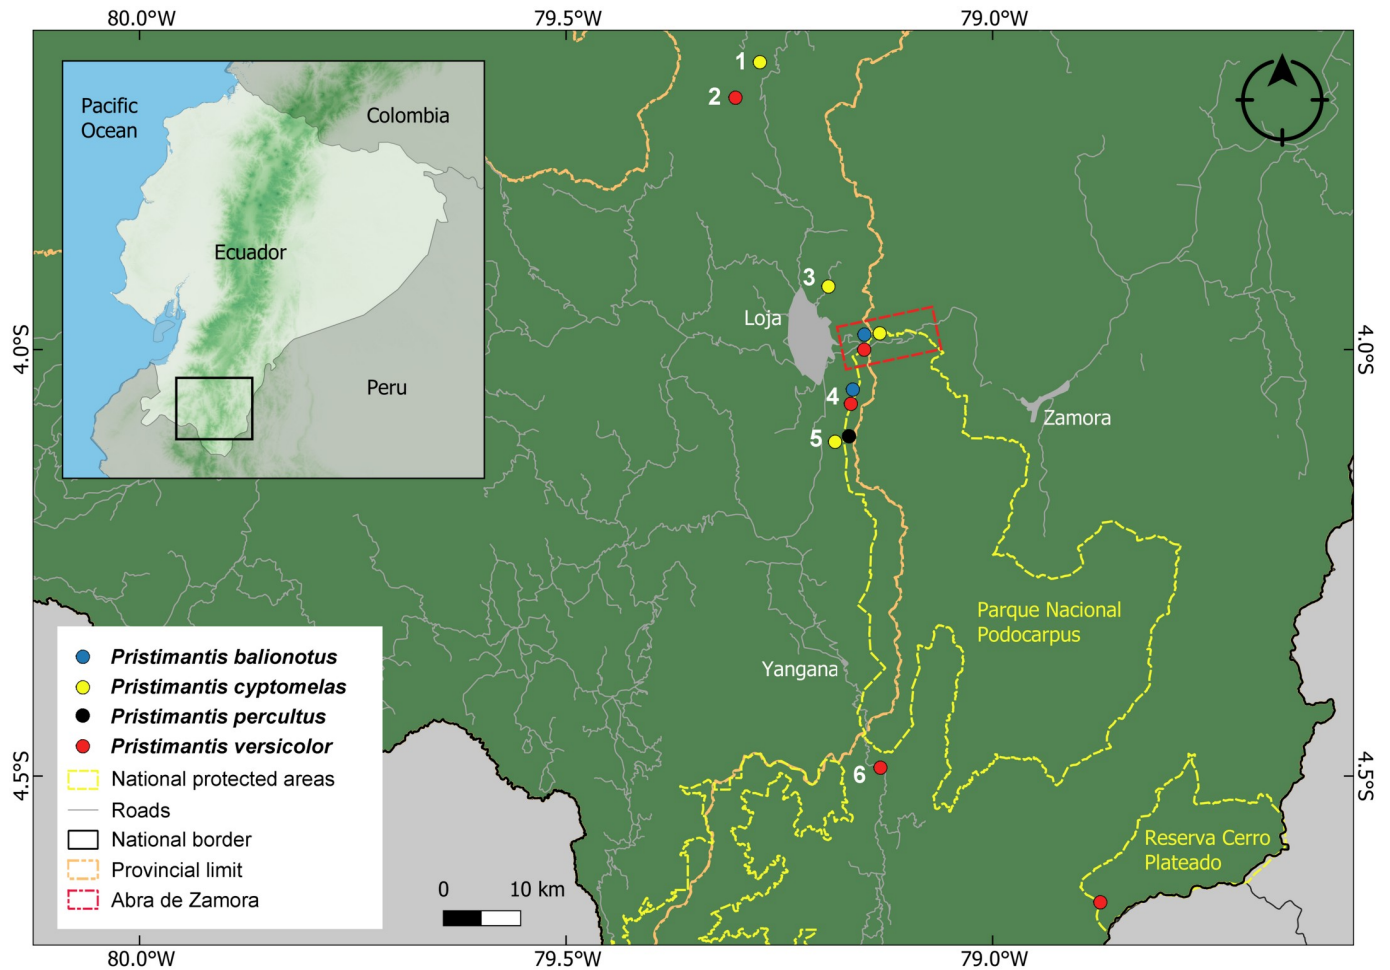 80.0°W
79.5°W
79.0°W
Pacific
Ocean
Colombia
Ecuador
Peru
1
2
3
Loja
4.0°S
4.0°S
4
5
Zamora
Parque Nacional
Podocarpus
Yangana
6
4.5°S
4.5°S
Reserva Cerro
Plateado
Pristimantis balionotus
Pristimantis cyptomelas
Pristimantis percultus
Pristimantis versicolor
National protected areas
Roads
National border
Provincial limit
Abra de Zamora
0 10 km
80.0°W
79.5°W
79.0°W